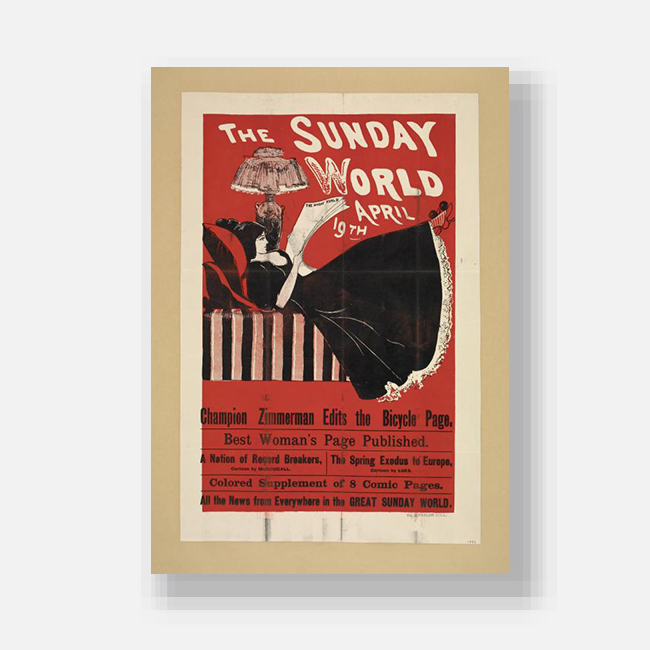 THE SUNDAY
WORLD
APRIL
19TH
THE SUNDAY WORLD
Champion Zimmerman Edits the Bicycle Page.
Best Woman's Page Published.
A Nation of Record Breakers, The Spring Exodus to Europe,
Cartoon by McDOUGALL. Cartoon by LUKS.
Colored Supplement of 8 Comic Pages.
All the News from Everywhere in the GREAT SUNDAY WORLD.